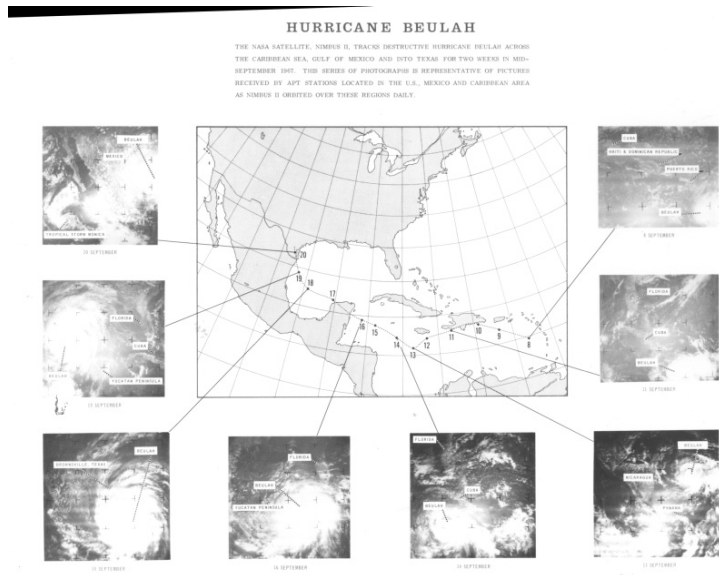 HURRICANE BEULAH
THE NASA SATELLITE, NIMBUS II, TRACKS DESTRUCTIVE HURRICANE BEULAH ACROSS
THE CARIBBEAN SEA, GULF OF MEXICO AND INTO TEXAS FOR TWO WEEKS IN MID-
SEPTEMBER 1967. THIS SERIES OF PHOTOGRAPHS IS REPRESENTATIVE OF PICTURES
RECEIVED BY APT STATIONS LOCATED IN THE U.S., MEXICO AND CARIBBEAN AREA
AS NIMBUS II ORBITED OVER THESE REGIONS DAILY.
BEULAH
MEXICO
TROPICAL STORM MONICA
20 SEPTEMBER
CUBA
HAITI & DOMINICAN REPUBLIC
PUERTO RICO
BEULAH
SEPTEMBER
20
19
18
17
16
15
14
13
12
11
10
9
8
FLORIDA
CUBA
BEULAH
YUCATAN PENINSULA
SEPTEMBER
FLORIDA
CUBA
BEULAH
SEPTEMBER
BEULAH
BROWNSVILLE, TEXAS
SEPTEMBER
FLORIDA
BEULAH
YUCATAN PENINSULA
16 SEPTEMBER
FLORIDA
CUBA
BEULAH
14 SEPTEMBER
BEULAH
NICARAGUA
PANAMA
SEPTEMBER